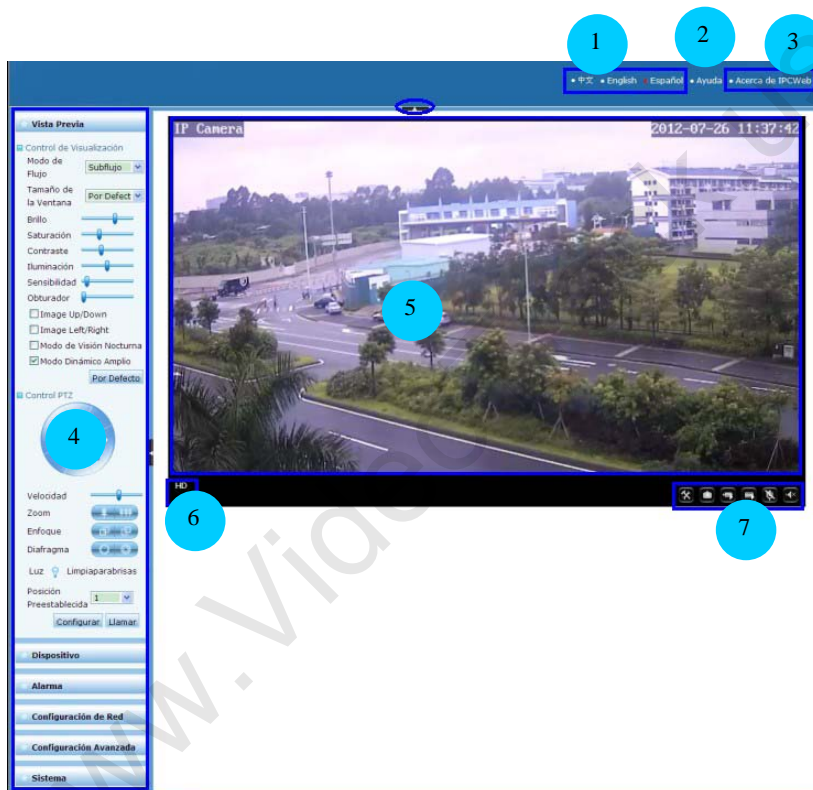 1
2
3
• 中文 • English • Español • Ayuda • Acerca de IPCWeb
Vista Previa
Control de Visualización
Modo de Flujo
Subflujo
Tamaño de la Ventana
Por Defect
Brillo
Saturación
Contraste
Iluminación
Sensibilidad
Obturador
Image Up/Down
Image Left/Right
Modo de Visión Nocturna
Modo Dinámico Amplio
Por Defecto
Control PTZ
4
Velocidad
Zoom
Enfoque
Diafragma
Luz Limpiaparabrisas
Posición Preestablecida
1
Configurar Llamar
Dispositivo
Alarma
Configuración de Red
Configuración Avanzada
Sistema
IP Camera
2012-07-26 11:37:42
5
HD
6
7
www.Video